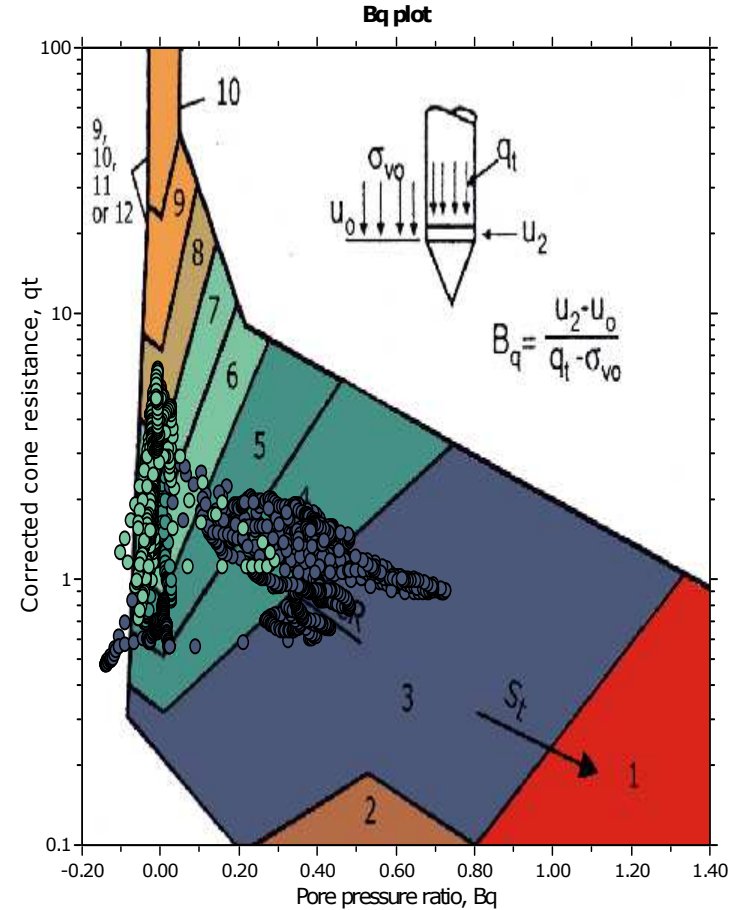 Bq plot
Corrected cone resistance, qt
100
10
1
0.1
-0.20
0.00
0.20
0.40
0.60
0.80
1.00
1.20
1.40
Pore pressure ratio, Bq
10
9,
10,
11
or 12
9
8
7
6
5
4
3
2
1
St
σvo
qt
uo
u2
Bq= u2-uo
qt-σvo